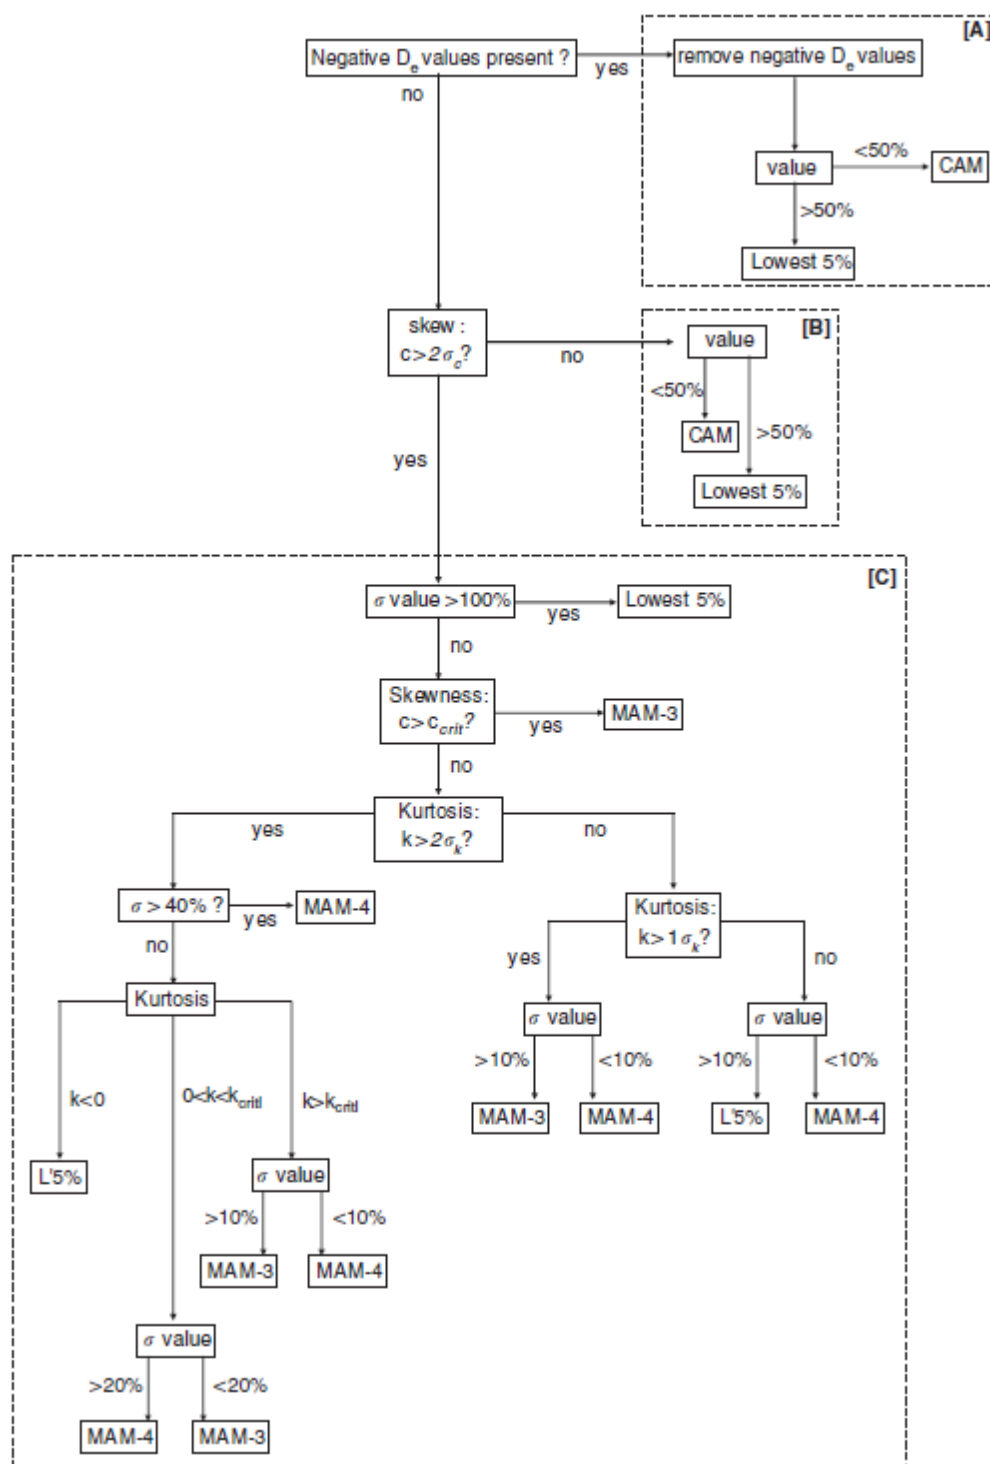 [A]
Negative De values present ?
yes
remove negative De values
no
value
<50%
CAM
>50%
Lowest 5%
skew :
c>2σc?
no
[B]
value
<50%
CAM
>50%
Lowest 5%
yes
[C]
σ value >100%
yes
Lowest 5%
no
Skewness:
c>ccrit?
yes
MAM-3
no
Kurtosis:
k>2σk?
yes
no
σ > 40% ?
yes
MAM-4
no
Kurtosis:
k>1σk?
yes
no
Kurtosis
k<0
0<k<kcritl
k>kcritl
σ value
>10%
<10%
MAM-3
MAM-4
σ value
>10%
<10%
L'5%
MAM-4
L'5%
σ value
>10%
<10%
MAM-3
MAM-4
σ value
>20%
<20%
MAM-4
MAM-3